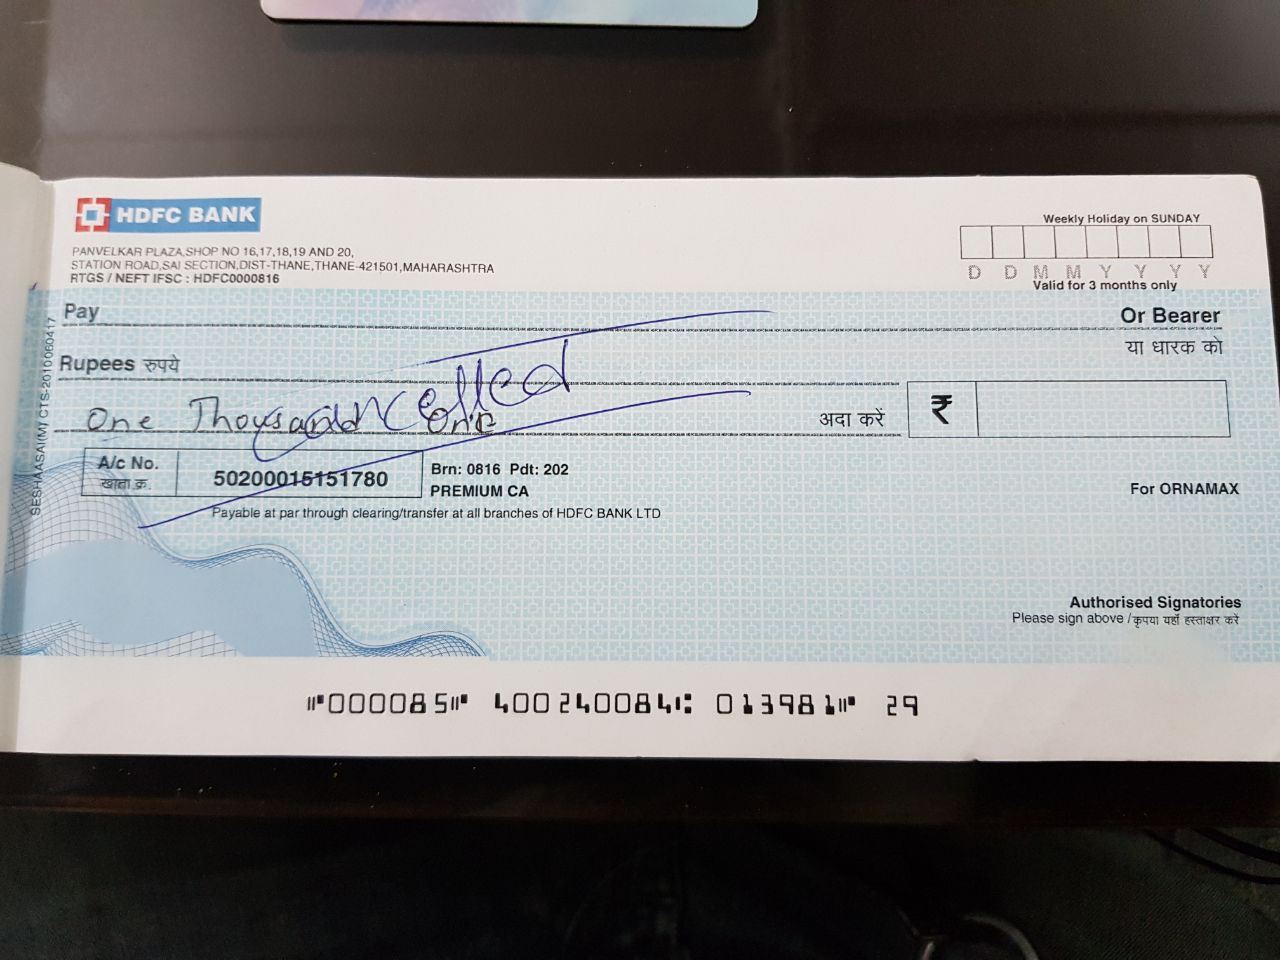 HDFC BANK
PANVELKAR PLAZA,SHOP NO 16,17,18,19 AND 20,
STATION ROAD,SAI SECTION,DIST-THANE,THANE-421501,MAHARASHTRA
RTGS / NEFT IFSC : HDFC0000816
Weekly Holiday on SUNDAY
D D M M Y Y Y Y
Valid for 3 months only
Pay
Or Bearer
या धारक को
Rupees रुपये
Cancelled
One Thousand One
अदा करें
₹
A/c No.
खाता क्र.
50200015151780
Brn: 0816 Pdt: 202
PREMIUM CA
Payable at par through clearing/transfer at all branches of HDFC BANK LTD
For ORNAMAX
Authorised Signatories
Please sign above / कृपया यहाँ हस्ताक्षर करें
⑈000085⑈ 400240084⑆ 013981⑈ 29